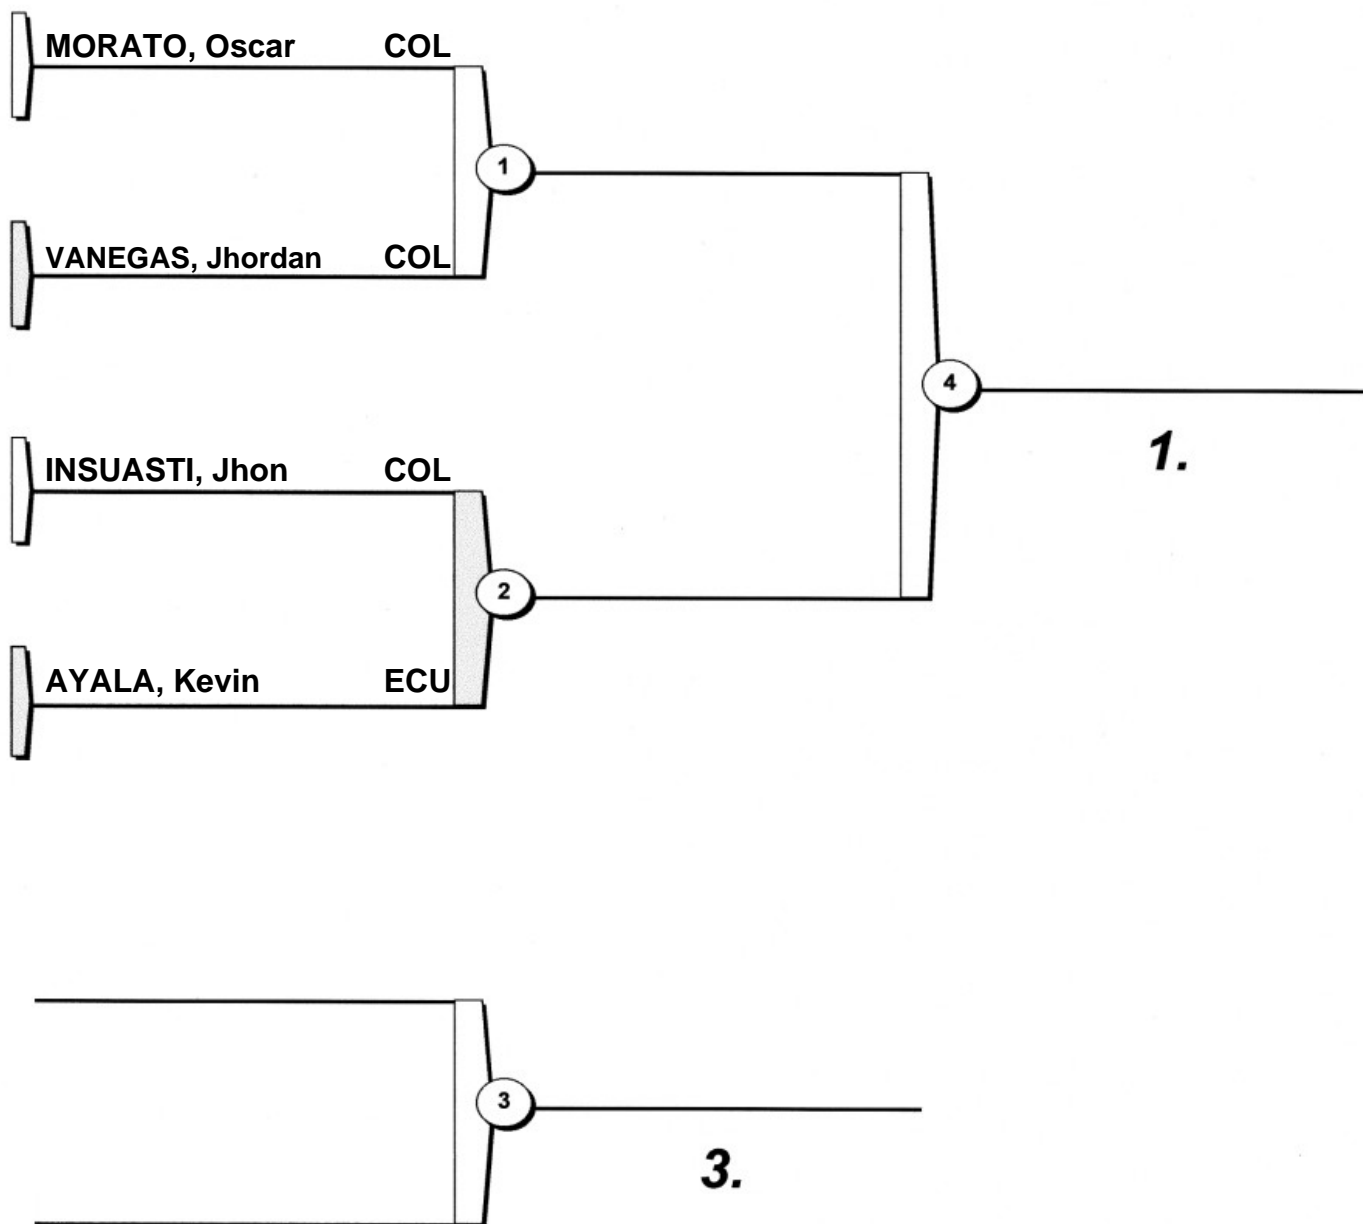 MORATO, Oscar COL
1
VANEGAS, Jhordan COL
4
1.
INSUASTI, Jhon COL
2
AYALA, Kevin ECU
3
3.